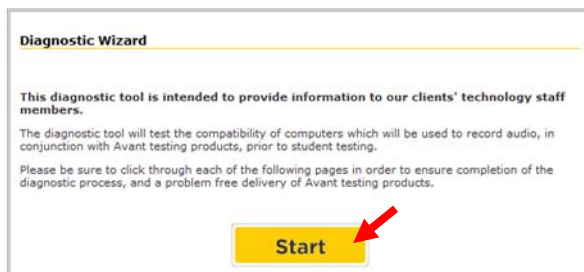 Diagnostic Wizard
This diagnostic tool is intended to provide information to our clients' technology staff
members.
The diagnostic tool will test the compatibility of computers which will be used to record audio, in
conjunction with Avant testing products, prior to student testing.
Please be sure to click through each of the following pages in order to ensure completion of the
diagnostic process, and a problem free delivery of Avant testing products.
Start